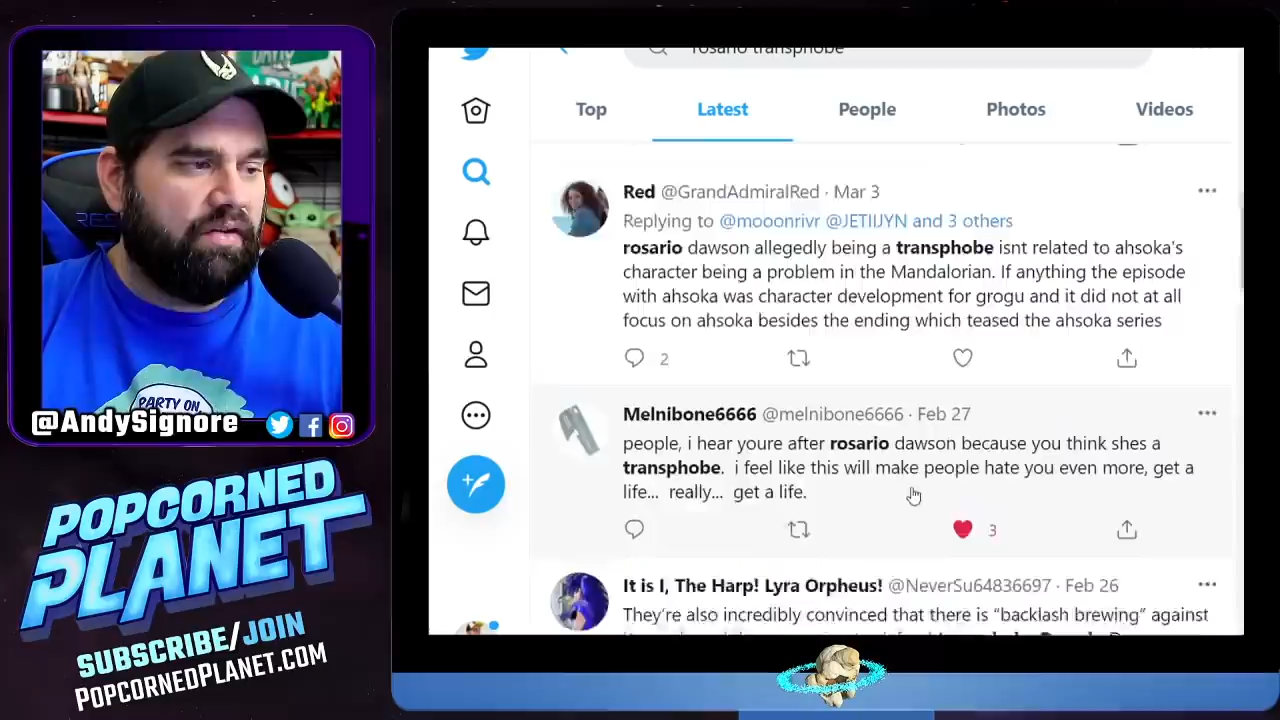 rosario transphobe
Top
Latest
People
Photos
Videos
Red @GrandAdmiralRed · Mar 3
Replying to @mooonrivr @JETIIJYN and 3 others
rosario dawson allegedly being a transphobe isnt related to ahsoka's
character being a problem in the Mandalorian. If anything the episode
with ahsoka was character development for grogu and it did not at all
focus on ahsoka besides the ending which teased the ahsoka series
2
Melnibone6666 @melnibone6666 · Feb 27
people, i hear youre after rosario dawson because you think shes a
transphobe. i feel like this will make people hate you even more, get a
life... really... get a life.
3
It is I, The Harp! Lyra Orpheus! @NeverSu64836697 · Feb 26
They're also incredibly convinced that there is "backlash brewing" against
PARTY ON,
@AndySignore
POPCORNED
PLANET
SUBSCRIBE/JOIN
POPCORNEDPLANET.COM